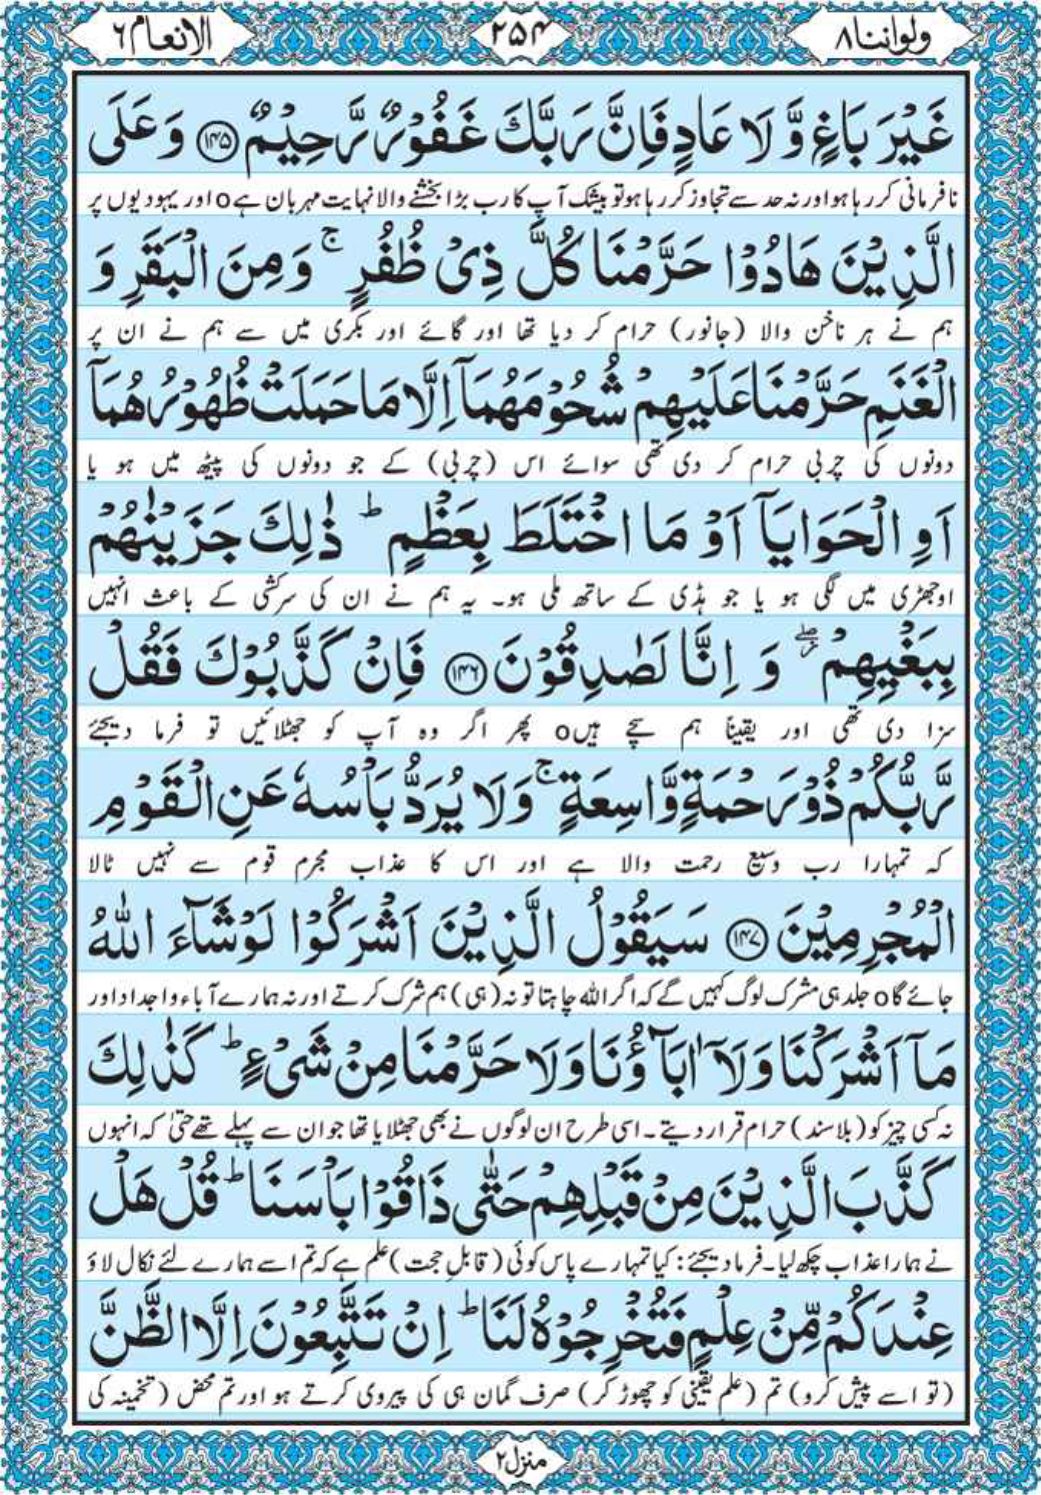 ولواننا ۸
۲۵۴
الانعام ۶
غَيْرَ بَاغٍ وَّ لَا عَادٍ فَاِنَّ رَبَّكَ غَفُوْرٌ رَّحِيْمٌ ﴿۱۴۵﴾ وَعَلَى
نافرمانی کر رہا ہو اور نہ حد سے تجاوز کر رہا ہو تو بیشک آپ کا رب بڑا بخشنے والا نہایت مہربان ہے o اور یہودیوں پر
الَّذِيْنَ هَادُوْا حَرَّمْنَا كُلَّ ذِيْ ظُفُرٍ ۚ وَمِنَ الْبَقَرِ وَ
ہم نے ہر ناخن والا (جانور) حرام کر دیا تھا اور گائے اور بکری میں سے ہم نے ان پر
الْغَنَمِ حَرَّمْنَا عَلَيْهِمْ شُحُوْمَهُمَاۤ اِلَّا مَا حَمَلَتْ ظُهُوْرُهُمَاۤ
دونوں کی چربی حرام کر دی تھی سوائے اس (چربی) کے جو دونوں کی پیٹھ میں ہو یا
اَوِ الْحَوَايَاۤ اَوْ مَا اخْتَلَطَ بِعَظْمٍ ؕ ذٰلِكَ جَزَيْنٰهُمْ
اوجھڑی میں لگی ہو یا جو ہڈی کے ساتھ ملی ہو۔ یہ ہم نے ان کی سرکشی کے باعث انہیں
بِبَغْيِهِمْ ۖ وَ اِنَّا لَصٰدِقُوْنَ ﴿۱۴۶﴾ فَاِنْ كَذَّبُوْكَ فَقُلْ
سزا دی تھی اور یقیناً ہم سچے ہیں o پھر اگر وہ آپ کو جھٹلائیں تو فرما دیجئے
رَّبُّكُمْ ذُوْ رَحْمَةٍ وَّاسِعَةٍ ۚ وَلَا يُرَدُّ بَاْسُهٗ عَنِ الْقَوْمِ
کہ تمہارا رب وسیع رحمت والا ہے اور اس کا عذاب مجرم قوم سے نہیں ٹالا
الْمُجْرِمِيْنَ ﴿۱۴۷﴾ سَيَقُوْلُ الَّذِيْنَ اَشْرَكُوْا لَوْ شَآءَ اللّٰهُ
جائے گا o جلد ہی مشرک لوگ کہیں گے کہ اگر اللہ چاہتا تو نہ (ہی) ہم شرک کرتے اور نہ ہمارے آباء و اجداد اور
مَاۤ اَشْرَكْنَا وَلَاۤ اٰبَآؤُنَا وَلَا حَرَّمْنَا مِنْ شَيْءٍ ؕ كَذٰلِكَ
نہ کسی چیز کو (بلا سند) حرام قرار دیتے۔ اسی طرح ان لوگوں نے بھی جھٹلایا تھا جو ان سے پہلے تھے حتیٰ کہ انہوں
كَذَّبَ الَّذِيْنَ مِنْ قَبْلِهِمْ حَتّٰى ذَاقُوْا بَاْسَنَا ؕ قُلْ هَلْ
نے ہمارا عذاب چکھ لیا۔ فرما دیجئے: کیا تمہارے پاس کوئی (قابلِ حجت) علم ہے کہ تم اسے ہمارے لئے نکال لاؤ
عِنْدَكُمْ مِّنْ عِلْمٍ فَتُخْرِجُوْهُ لَنَا ؕ اِنْ تَتَّبِعُوْنَ اِلَّا الظَّنَّ
(تو اسے پیش کرو) تم (علمِ یقینی کو چھوڑ کر) صرف گمان ہی کی پیروی کرتے ہو اور تم محض (تخمینہ کی
منزل ۲